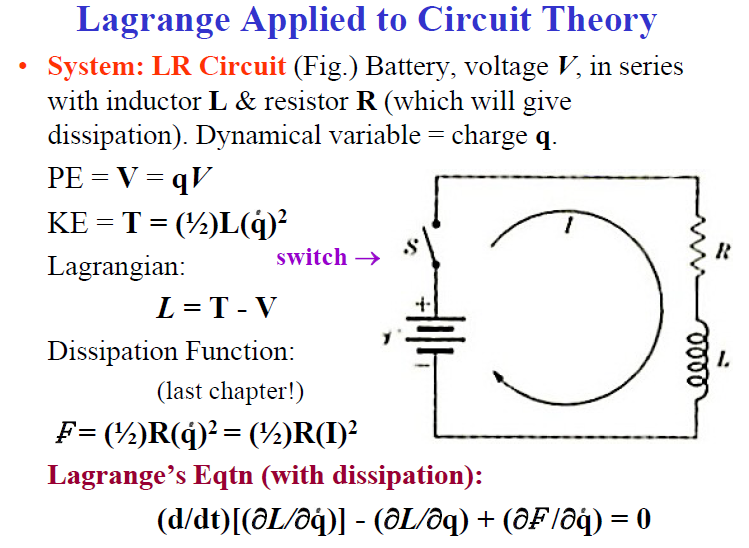 Lagrange Applied to Circuit Theory
• System: LR Circuit (Fig.) Battery, voltage V, in series
with inductor L & resistor R (which will give
dissipation). Dynamical variable = charge q.
PE = V = qV
KE = T = (½)L(q̇)²
Lagrangian:
switch →
S
I
R
L = T - V
+
V
L
Dissipation Function:
(last chapter!)
F = (½)R(q̇)² = (½)R(I)²
Lagrange’s Eqtn (with dissipation):
(d/dt)[(∂L/∂q̇)] - (∂L/∂q) + (∂F/∂q̇) = 0